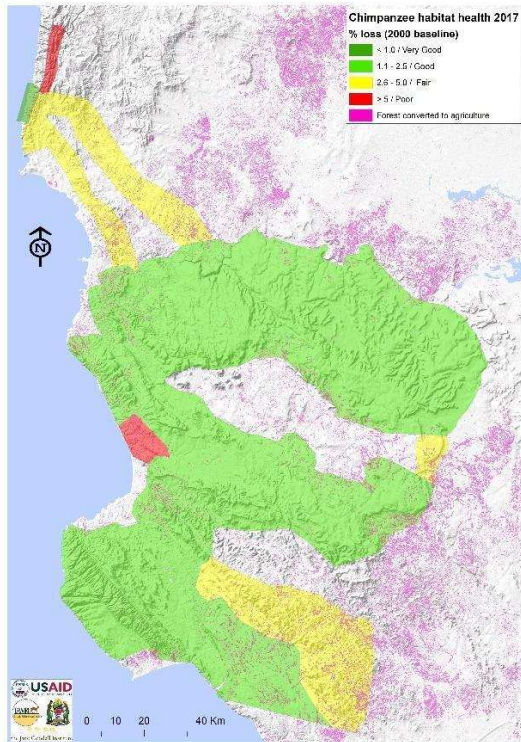 Chimpanzee habitat health 2017
% loss (2000 baseline)
< 1.0 / Very Good
1.1 - 2.5 / Good
2.6 - 5.0 / Fair
> 5 / Poor
Forest converted to agriculture
N
USAID
0 10 20 40 Km